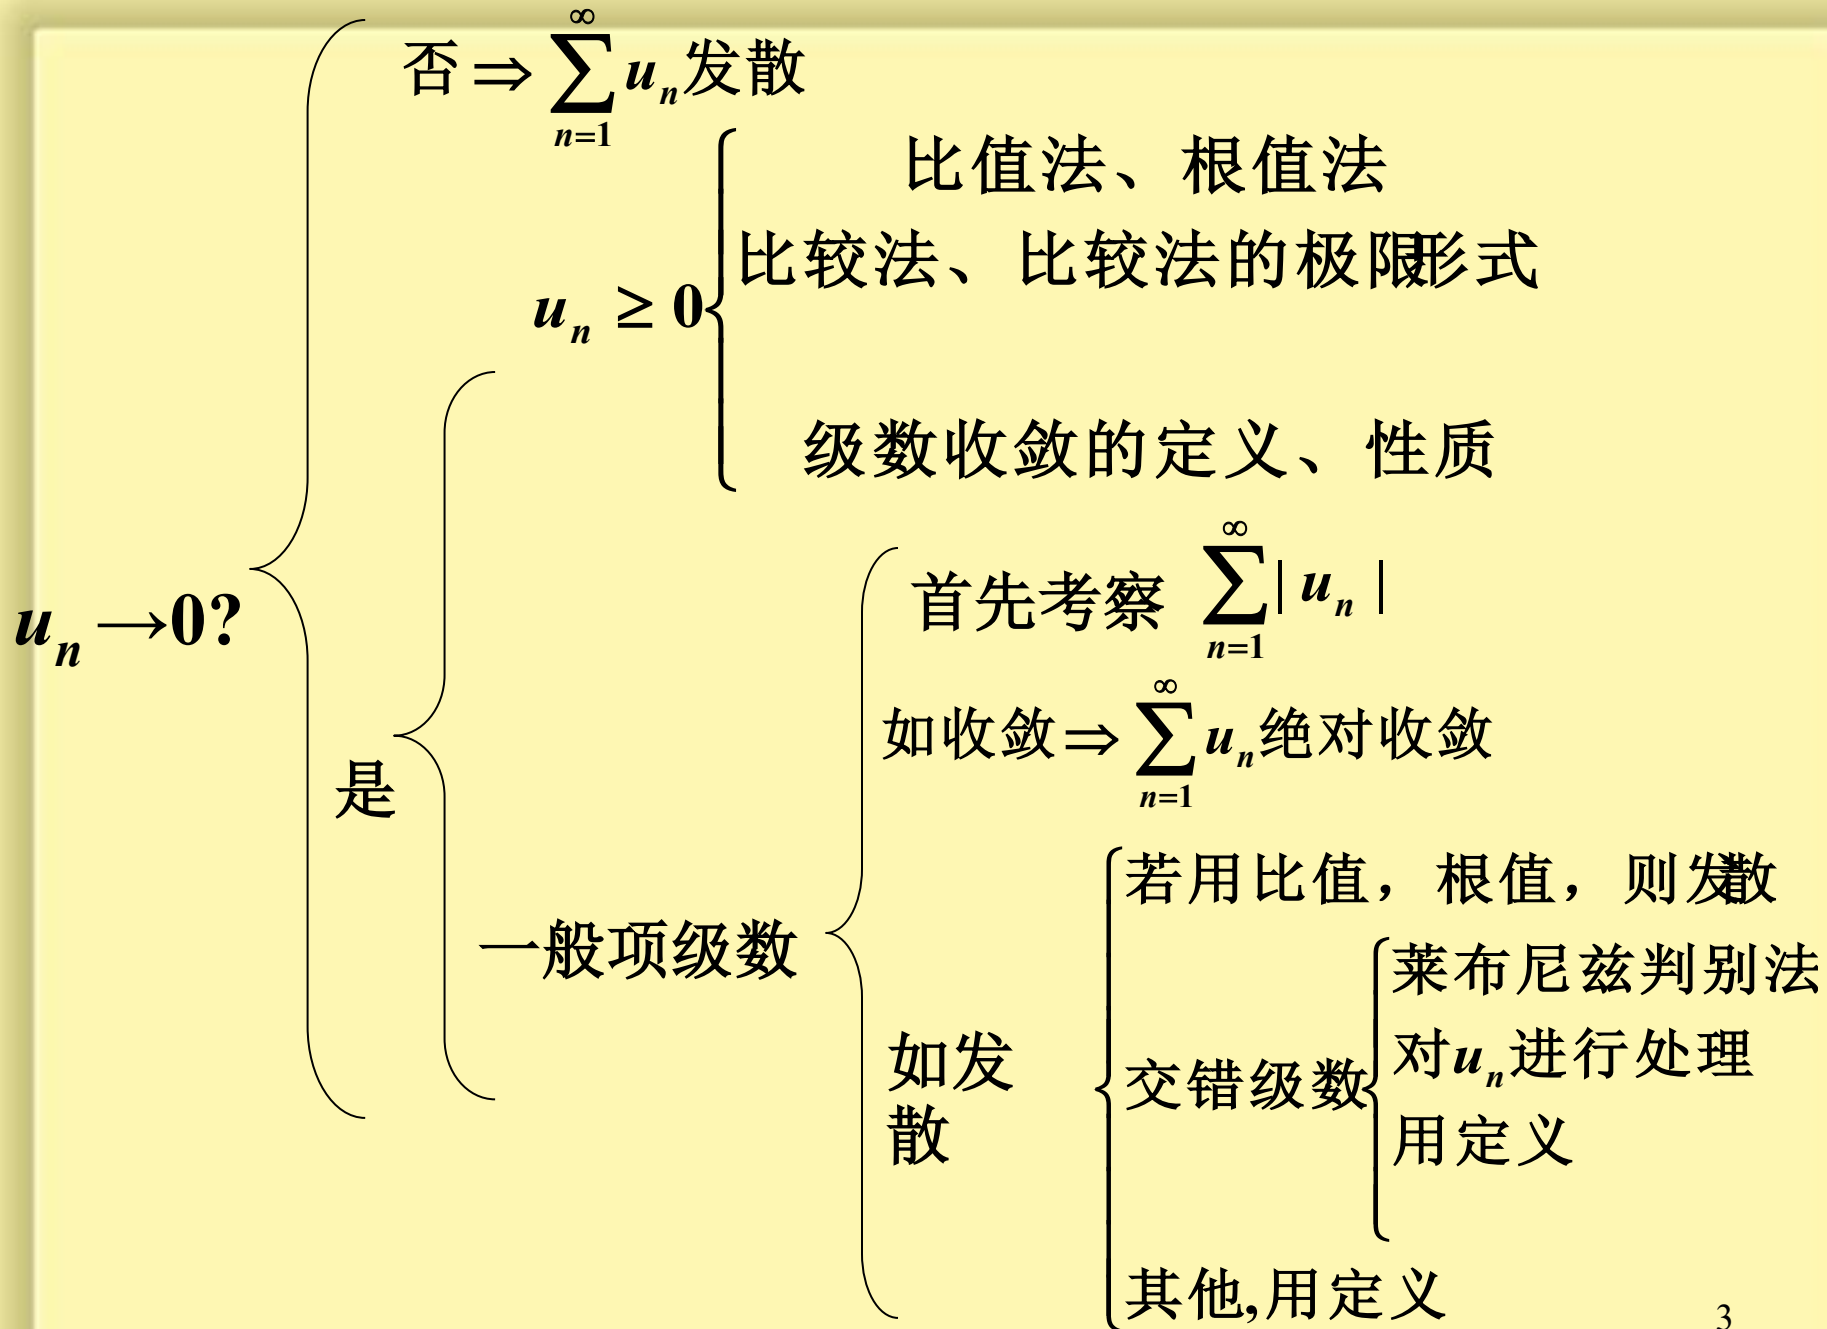 否⇒∑_{n=1}^{∞} u_n 发散
比值法、根值法
比较法、比较法的极限形式
u_n ≥ 0
级数收敛的定义、性质
u_n →0?
首先考察 ∑_{n=1}^{∞} | u_n |
如收敛⇒∑_{n=1}^{∞} u_n 绝对收敛
是
一般项级数
若用比值，根值，则发散
如发
散
交错级数
莱布尼兹判别法
对u_n进行处理
用定义
其他,用定义
3